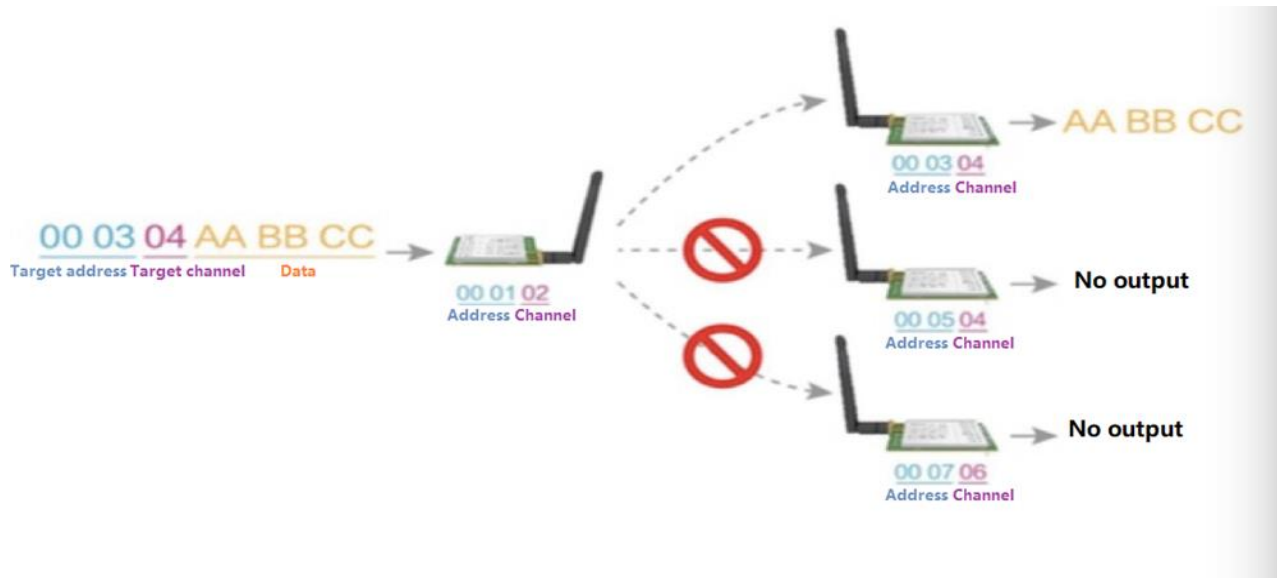 00 03 04 AA BB CC
Target address Target channel Data
00 01 02
Address Channel
AA BB CC
00 03 04
Address Channel
No output
00 05 04
Address Channel
No output
00 07 06
Address Channel